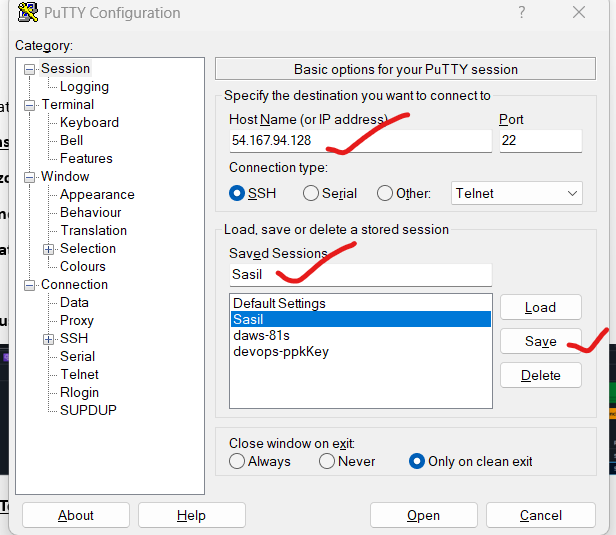 PuTTY Configuration
?
Category:
Session
Logging
Terminal
Keyboard
Bell
Features
Window
Appearance
Behaviour
Translation
Selection
Colours
Connection
Data
Proxy
SSH
Serial
Telnet
Rlogin
SUPDUP
Basic options for your PuTTY session
Specify the destination you want to connect to
Host Name (or IP address) Port
54.167.94.128 22
Connection type:
SSH Serial Other: Telnet
Load, save or delete a stored session
Saved Sessions
Sasil
Default Settings
Sasil
daws-81s
devops-ppkKey
Load
Save
Delete
Close window on exit:
Always Never Only on clean exit
About Help Open Cancel